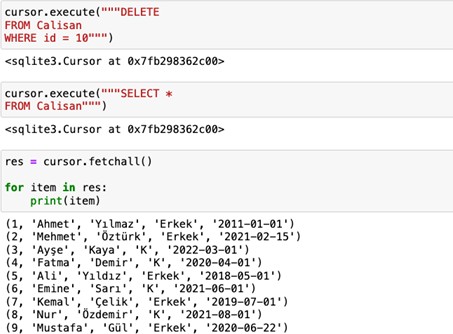 cursor.execute("""DELETE
FROM Calisan
WHERE id = 10""")
<sqlite3.Cursor at 0x7fb298362c00>
cursor.execute("""SELECT *
FROM Calisan""")
<sqlite3.Cursor at 0x7fb298362c00>
res = cursor.fetchall()
for item in res:
    print(item)
(1, 'Ahmet', 'Yılmaz', 'Erkek', '2011-01-01')
(2, 'Mehmet', 'Öztürk', 'Erkek', '2021-02-15')
(3, 'Ayşe', 'Kaya', 'K', '2022-03-01')
(4, 'Fatma', 'Demir', 'K', '2020-04-01')
(5, 'Ali', 'Yıldız', 'Erkek', '2018-05-01')
(6, 'Emine', 'Sarı', 'K', '2021-06-01')
(7, 'Kemal', 'Çelik', 'Erkek', '2019-07-01')
(8, 'Nur', 'Özdemir', 'K', '2021-08-01')
(9, 'Mustafa', 'Gül', 'Erkek', '2020-06-22')